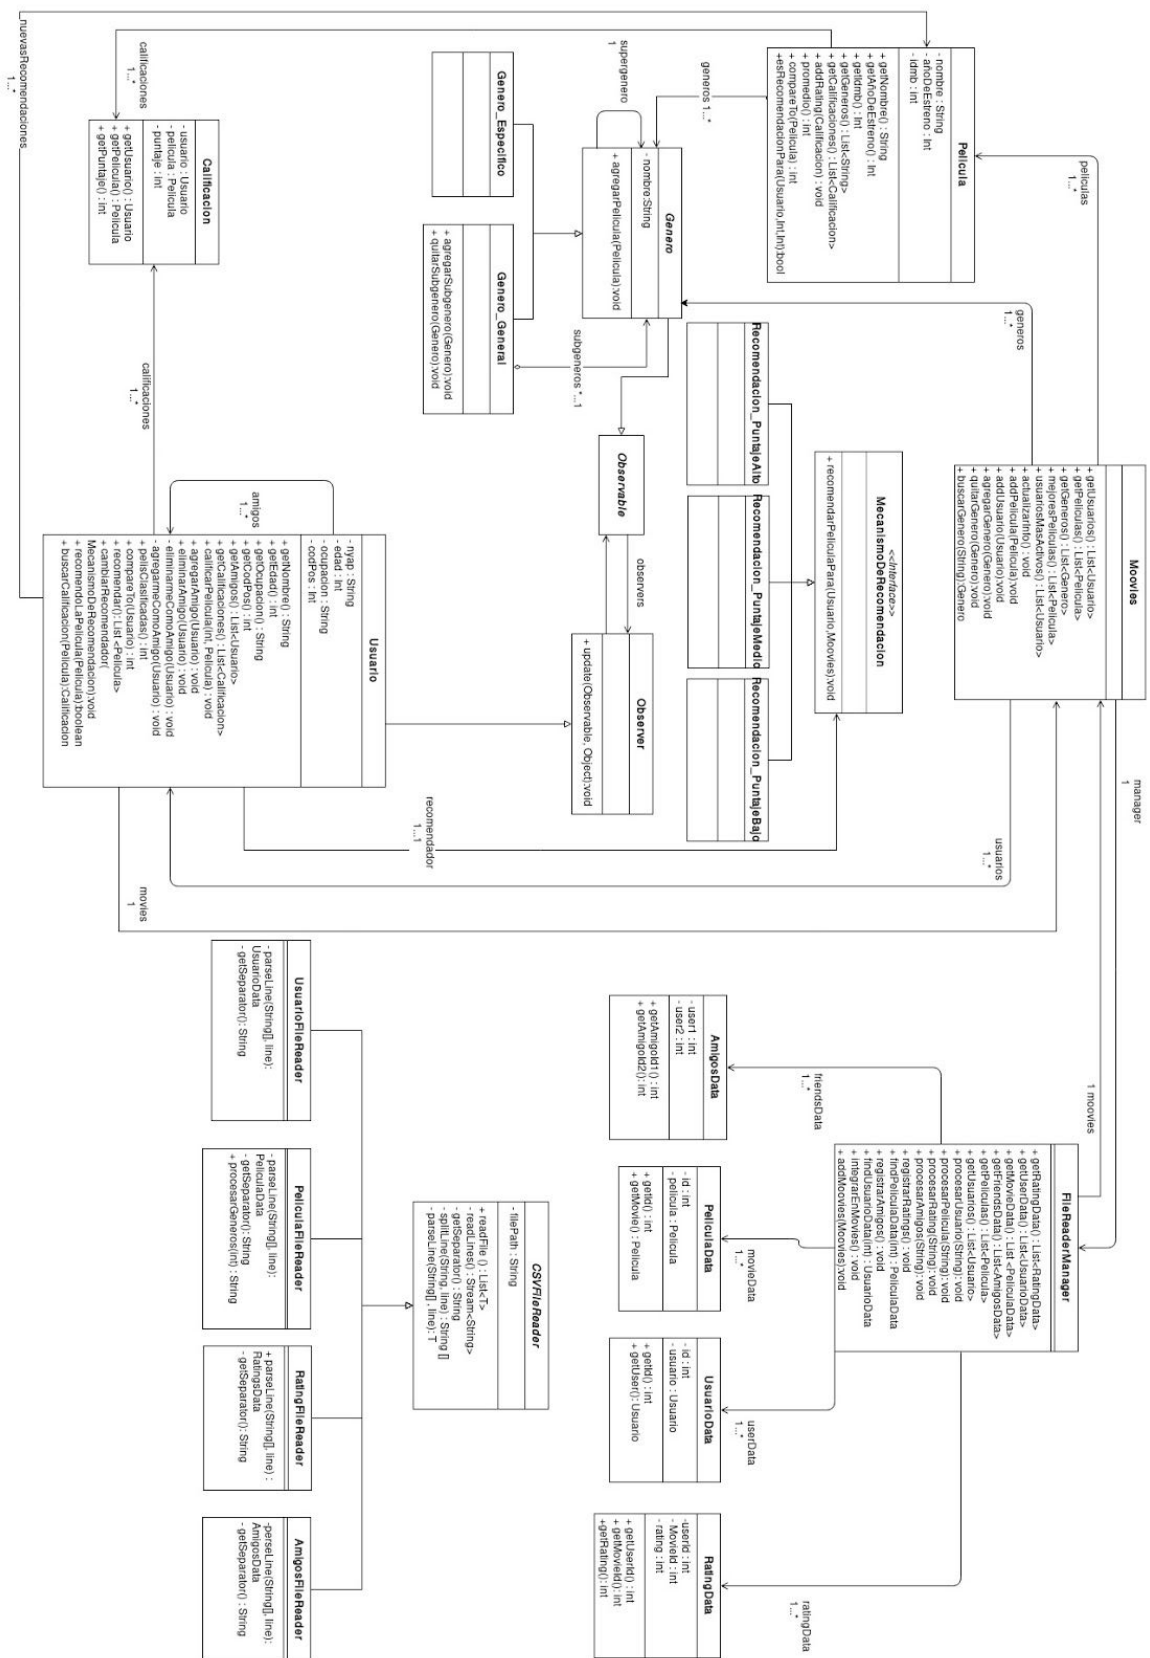 Moovies
+ getUsuarios() : List<Usuario>
+ getPeliculas() : List<Pelicula>
+ getGeneros() : List<Genero>
+ mejoresPeliculas() : List<Pelicula>
+ usuariosMasActivos() : List<Usuario>
+ actualizarInfo() : void
+ addPelicula(Pelicula) : void
+ addUsuario(Usuario) : void
+ agregarGenero(Genero):void
+ quitarGenero(Genero):void
+ buscarGenero(String):Genero
peliculas
1...*
generos
1...*
usuarios
1...*
manager
1
1 moovies
FileReaderManager
+ getRatingData() : List<RatingData>
+ getUserData() : List<UsuarioData>
+ getMovieData() : List <PeliculaData>
+ getFriendsData() : List<AmigosData>
+ getPeliculas() : List<Pelicula>
+ getUsuarios() : List<Usuario>
+ procesarUsuario(String): void
+ procesarPelicula(String): void
+ procesarRating(String): void
+ procesarAmigos(String): void
+ registrarRatings() : void
+ findPeliculaData(int) : PeliculaData
+ registrarAmigos() : void
+ findUsuarioData(int) : UsuarioData
+ integrarEnMovies() : void
+ addMoovies(Moovies):void
Pelicula
- nombre : String
- añoDeEstreno : Int
- idmb : int
+ getNombre() : String
+ getAñoDeEstreno() : Int
+ getIdmb() : Int
+ getGeneros() : List<String>
+ getCalificaciones() : List<Calificacion>
+ addRating(Calificacion) : void
+ promedio() : int
+ compareTo(Pelicula) : int
+esRecomendacionPara(Usuario,Int,Int):bool
generos 1...*
calificaciones
1...*
nuevasRecomendaciones
1...*
<<Interface>>
MecanismoDeRecomendacion
+ recomendarPeliculaPara(Usuario,Moovies):void
Recomendacion_PuntajeAlto
Recomendacion_PuntajeMedio
Recomendacion_PuntajeBajo
supergenero
1
Genero
- nombre:String
+ agregarPelicula(Pelicula):void
Genero_Especifico
Genero_General
+ agregarSubgenero(Genero):void
+ quitarSubgenero(Genero):void
subgeneros *...1
Observable
observers
Observer
+ update(Observable, Object):void
recomendador
1...1
movies
1
Calificacion
- usuario : Usuario
- pelicula : Pelicula
- puntaje : int
+ getUsuario() : Usuario
+ getPelicula() : Pelicula
+ getPuntaje() : int
calificaciones
1...*
amigos
1...*
Usuario
- nyap : String
- edad : int
- ocupacion : String
- codPos : int
+ getNombre() : String
+ getEdad() : int
+ getOcupacion() : String
+ getCodPos() : int
+ getAmigos() : List<Usuario>
+ getCalificaciones() : List<Calificacion>
+ calificarPelicula(int, Pelicula) : void
+ agregarAmigo(Usuario) : void
+ eliminarAmigo(Usuario) : void
- eliminarmeComoAmigo(Usuario) : void
- agregarmeComoAmigo(Usuario) : void
+ pelisClasificadas() : int
+ compareTo(Usuario) : int
+ recomendar(): List <Pelicula>
+ cambiarRecomendador(
MecanismoDeRecomendacion):void
+ recomendoLaPelicula(Pelicula):boolean
+ buscarCalificacion(Pelicula):Calificacion
friendsData
1...*
movieData
1...*
userData
1...*
ratingData
1...*
AmigosData
- user1 : int
- user2 : int
+ getAmigoId1() : int
+ getAmigoId2(): int
PeliculaData
- id : int
- pelicula : Pelicula
+ getId() : int
+ getMovie() : Pelicula
UsuarioData
- id : int
- usuario : Usuario
+ getId() : int
+ getUser(): Usuario
RatingData
-userId : int
- MovieId : int
- rating : int
+ getUserId() : int
+ getMovieId(): int
+getRating(): int
CSVFileReader
- filePath : String
+ readFile () : List<T>
- readLines() : Stream<String>
- getSeparator() : String
- splitLine(String, line) : String []
- parseLine(String[] , line): T
UsuarioFileReader
- parseLine(String[], line):
UsuarioData
- getSeparator(): String
PeliculaFileReader
- parseLine(String[], line):
PeliculaData
- getSeparator(): String
+ procesarGeneros(int) : String
RatingFileReader
+ parseLine(String[], line) :
RatingsData
- getSeparator(): String
AmigosFileReader
-perseLine(String[], line):
AmigosData
- getSeparator() : String